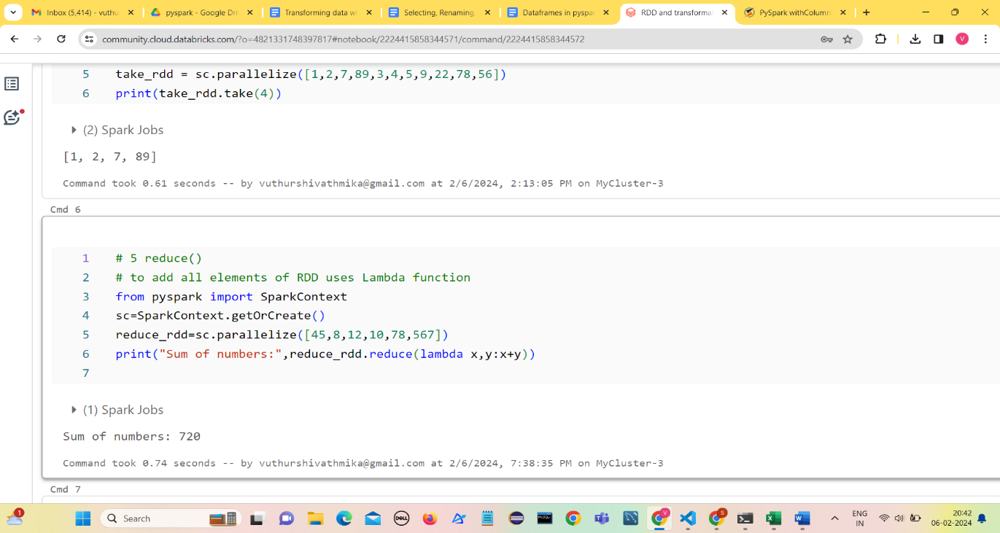 Inbox (5,414) - vuthu
pyspark - Google Dri
Transforming data wi
Selecting, Renaming,
Dataframes in pyspar
RDD and transformat
PySpark withColumn
community.cloud.databricks.com/?o=4821331748397817#notebook/2224415858344571/command/2224415858344572
V
5 take_rdd = sc.parallelize([1,2,7,89,3,4,5,9,22,78,56])
6 print(take_rdd.take(4))
(2) Spark Jobs
[1, 2, 7, 89]
Command took 0.61 seconds -- by vuthurshivathmika@gmail.com at 2/6/2024, 2:13:05 PM on MyCluster-3
Cmd 6
1 # 5 reduce()
2 # to add all elements of RDD uses Lambda function
3 from pyspark import SparkContext
4 sc=SparkContext.getOrCreate()
5 reduce_rdd=sc.parallelize([45,8,12,10,78,567])
6 print("Sum of numbers:",reduce_rdd.reduce(lambda x,y:x+y))
7
(1) Spark Jobs
Sum of numbers: 720
Command took 0.74 seconds -- by vuthurshivathmika@gmail.com at 2/6/2024, 7:38:35 PM on MyCluster-3
Cmd 7
1
Search
DELL
V
S
ENG
IN
20:42
06-02-2024